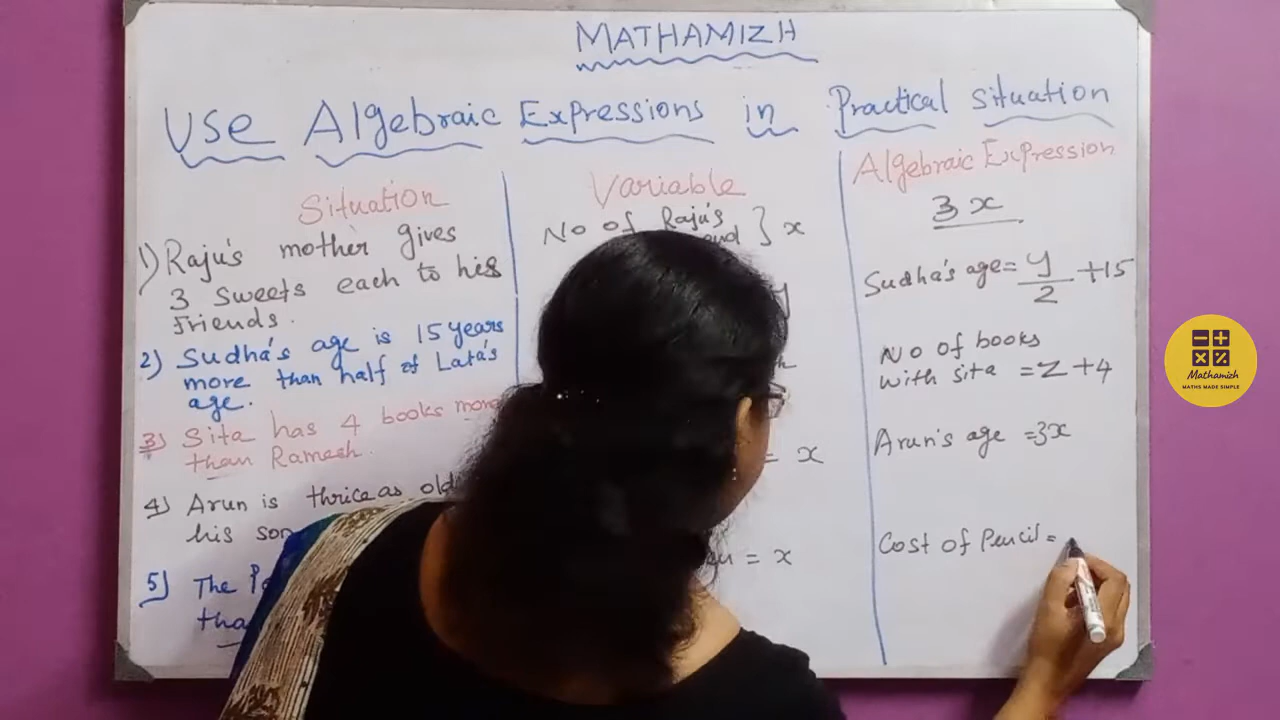 MATHAMIZH
Use Algebraic Expressions in Practical situation
Situation
1) Raju's mother gives
3 sweets each to his
friends.
2) Sudha's age is 15 years
more than half of Lata's
age.
3) Sita has 4 books more
than Ramesh.
4) Arun is thrice as old
his son
5) The
Variable
No of Raju's
} x
y
= x
= x
Algebraic Expression
3x
Sudha's age = y/2 + 15
No of books
with sita = z + 4
Arun's age = 3x
Cost of Pencil =
Mathamizh
MATHS MADE SIMPLE